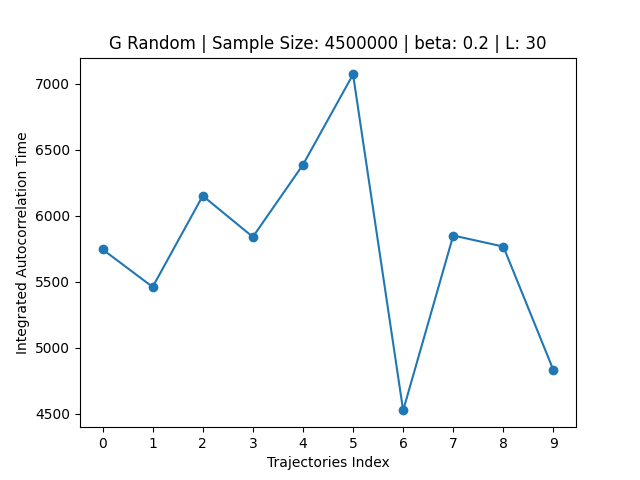 G Random | Sample Size: 4500000 | beta: 0.2 | L: 30
Integrated Autocorrelation Time
7000
6500
6000
5500
5000
4500
0 1 2 3 4 5 6 7 8 9
Trajectories Index